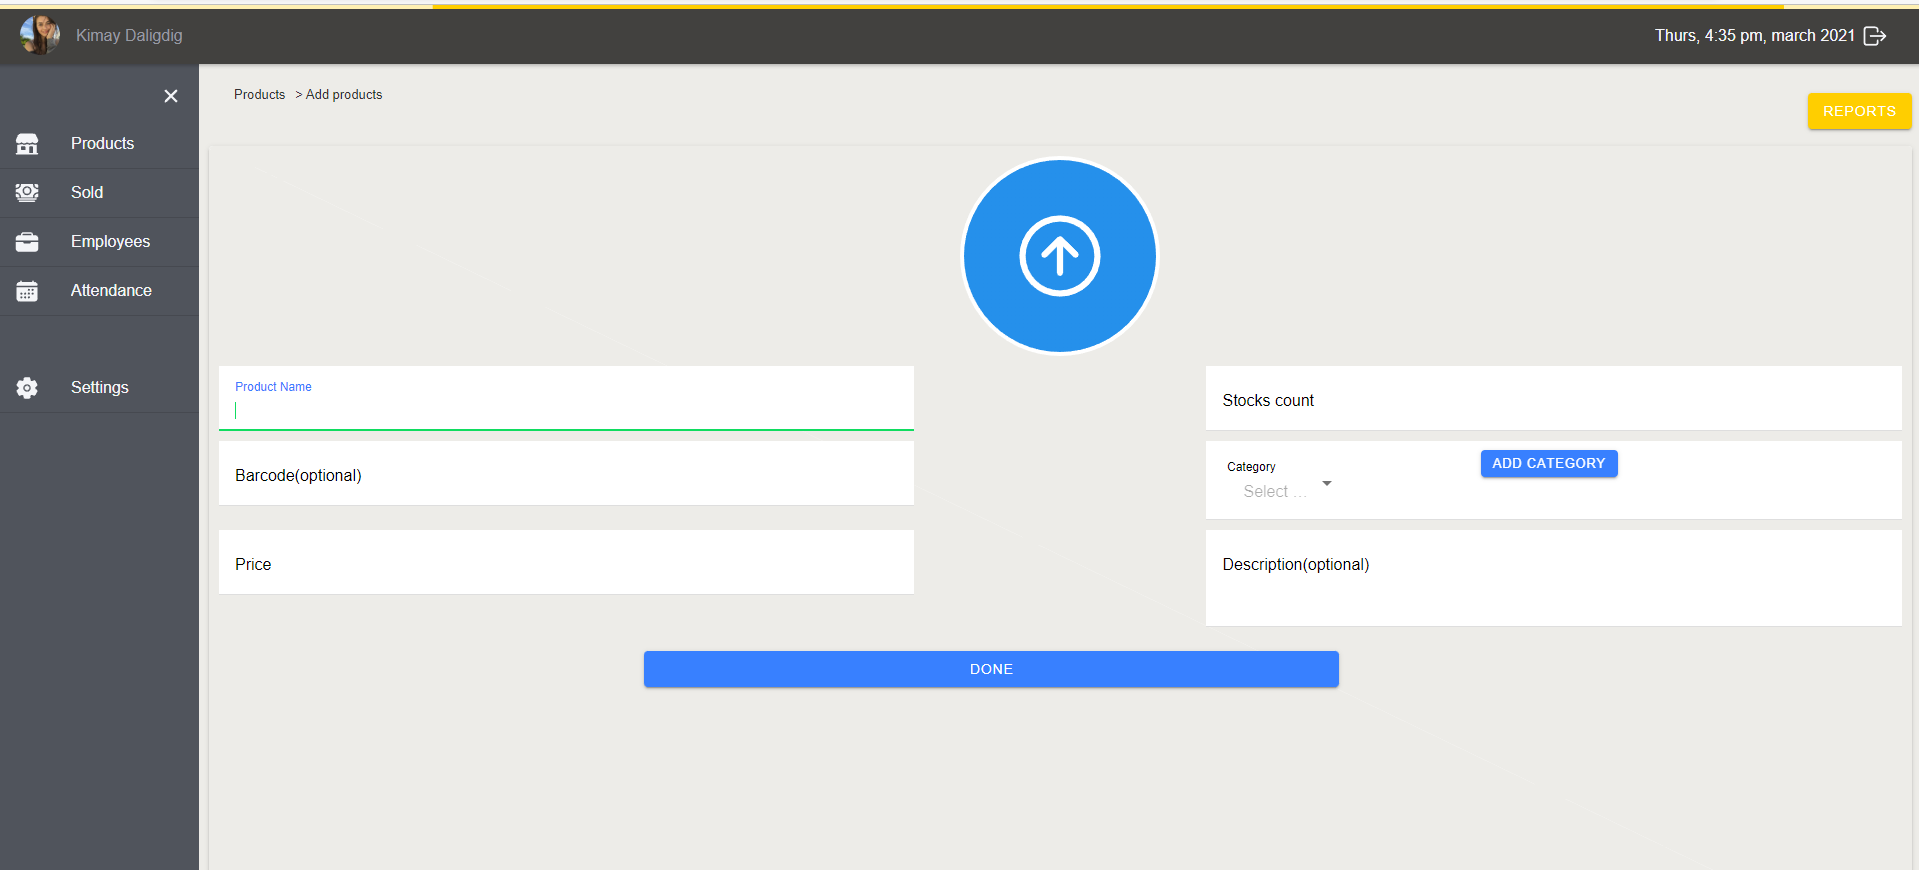 Kimay Daligdig
Thurs, 4:35 pm, march 2021
Products > Add products
REPORTS
Products
Sold
Employees
Attendance
Settings
Product Name
Stocks count
Barcode(optional)
Category
Select ...
ADD CATEGORY
Price
Description(optional)
DONE